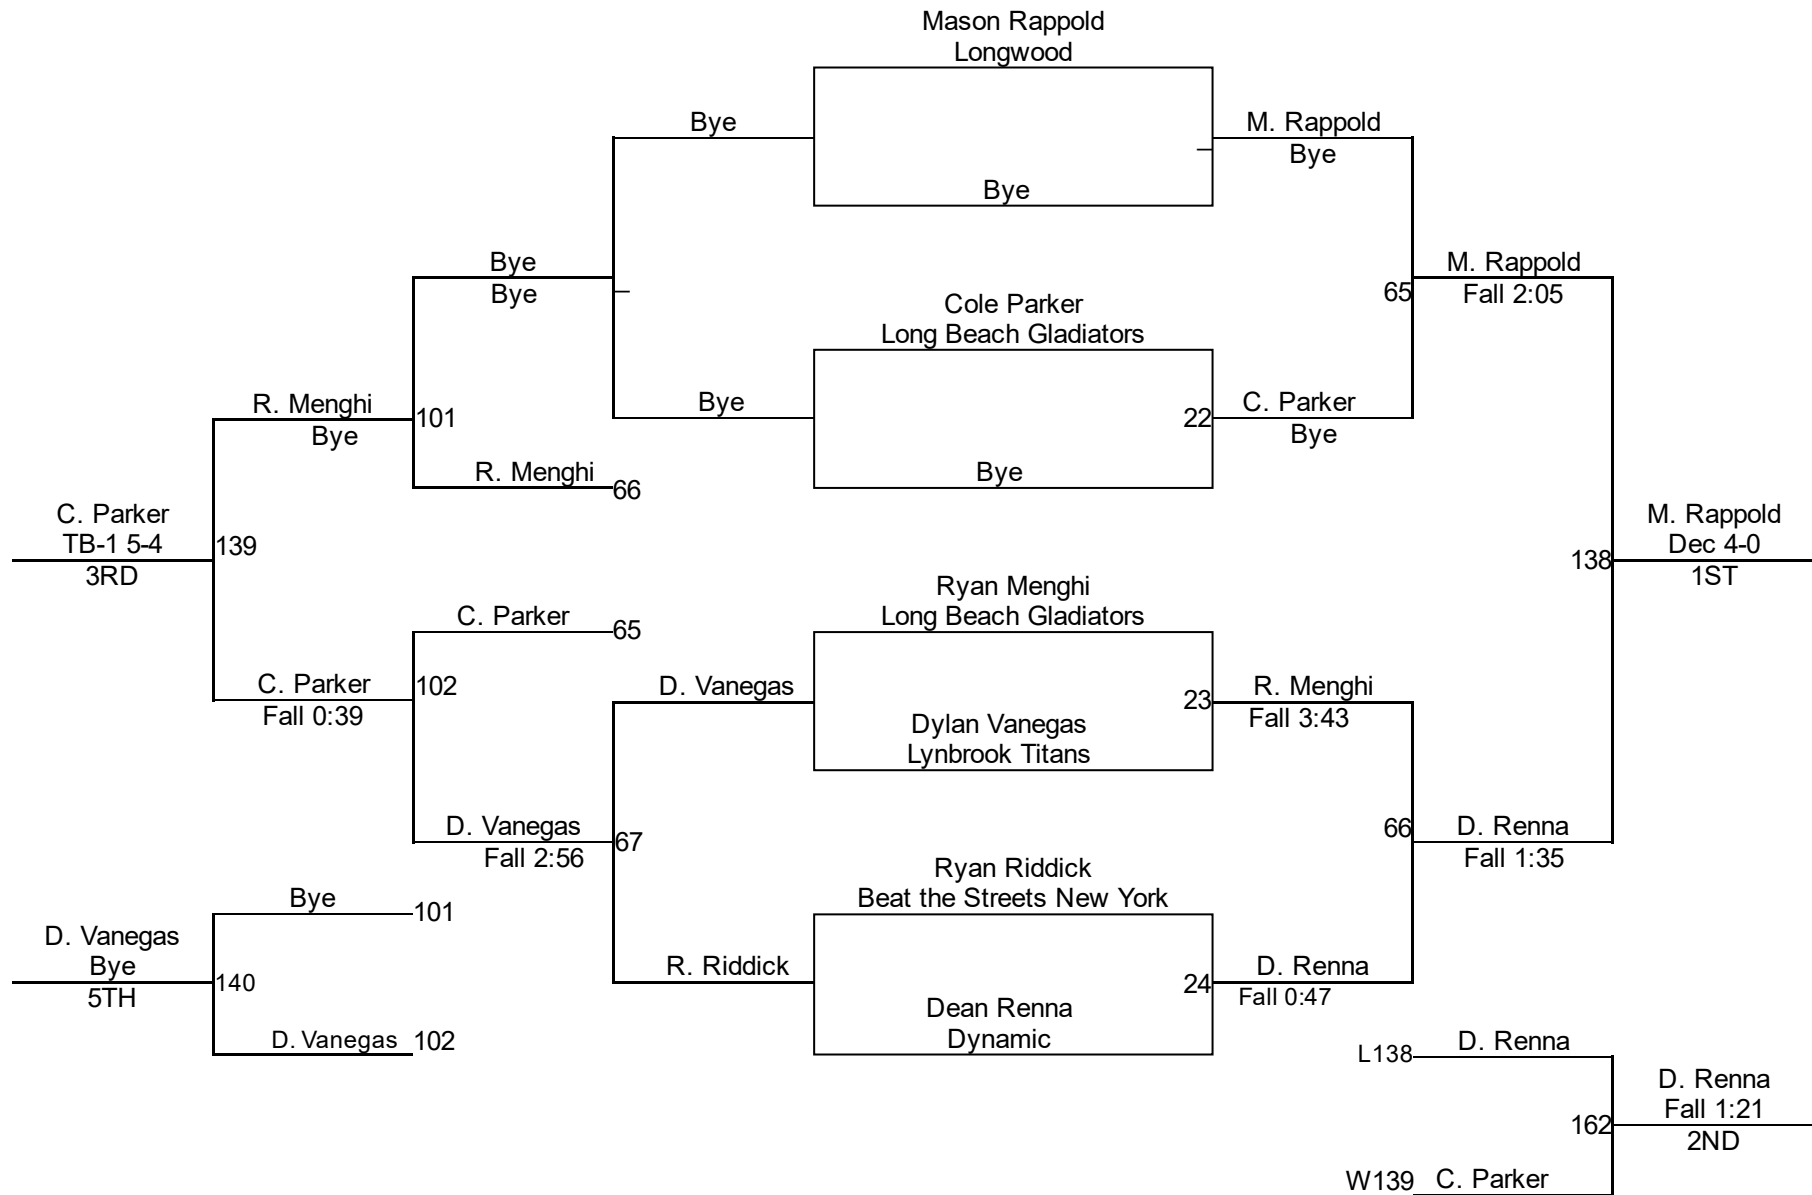 Mason Rappold
Longwood
Bye
M. Rappold
Bye
Bye
Bye
Bye
M. Rappold
Fall 2:05
65
Cole Parker
Long Beach Gladiators
R. Menghi
Bye
101
Bye
22
C. Parker
Bye
R. Menghi
66
Bye
C. Parker
TB-1 5-4
3RD
139
M. Rappold
Dec 4-0
1ST
138
Ryan Menghi
Long Beach Gladiators
C. Parker
65
C. Parker
Fall 0:39
102
D. Vanegas
23
R. Menghi
Fall 3:43
Dylan Vanegas
Lynbrook Titans
D. Vanegas
Fall 2:56
67
66
D. Renna
Fall 1:35
Ryan Riddick
Beat the Streets New York
Bye
101
D. Vanegas
Bye
5TH
140
R. Riddick
24
D. Renna
Fall 0:47
Dean Renna
Dynamic
D. Vanegas
102
L138
D. Renna
D. Renna
Fall 1:21
2ND
162
W139
C. Parker